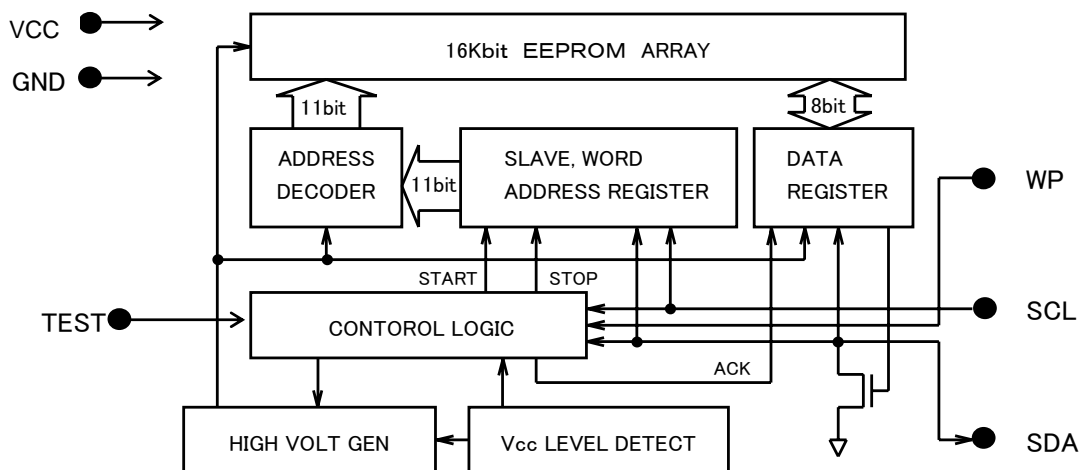 VCC
16Kbit EEPROM ARRAY
GND
11bit
8bit
ADDRESS
DECODER
11bit
SLAVE, WORD
ADDRESS REGISTER
DATA
REGISTER
WP
START
STOP
TEST
CONTOROL LOGIC
SCL
ACK
HIGH VOLT GEN
Vcc LEVEL DETECT
SDA